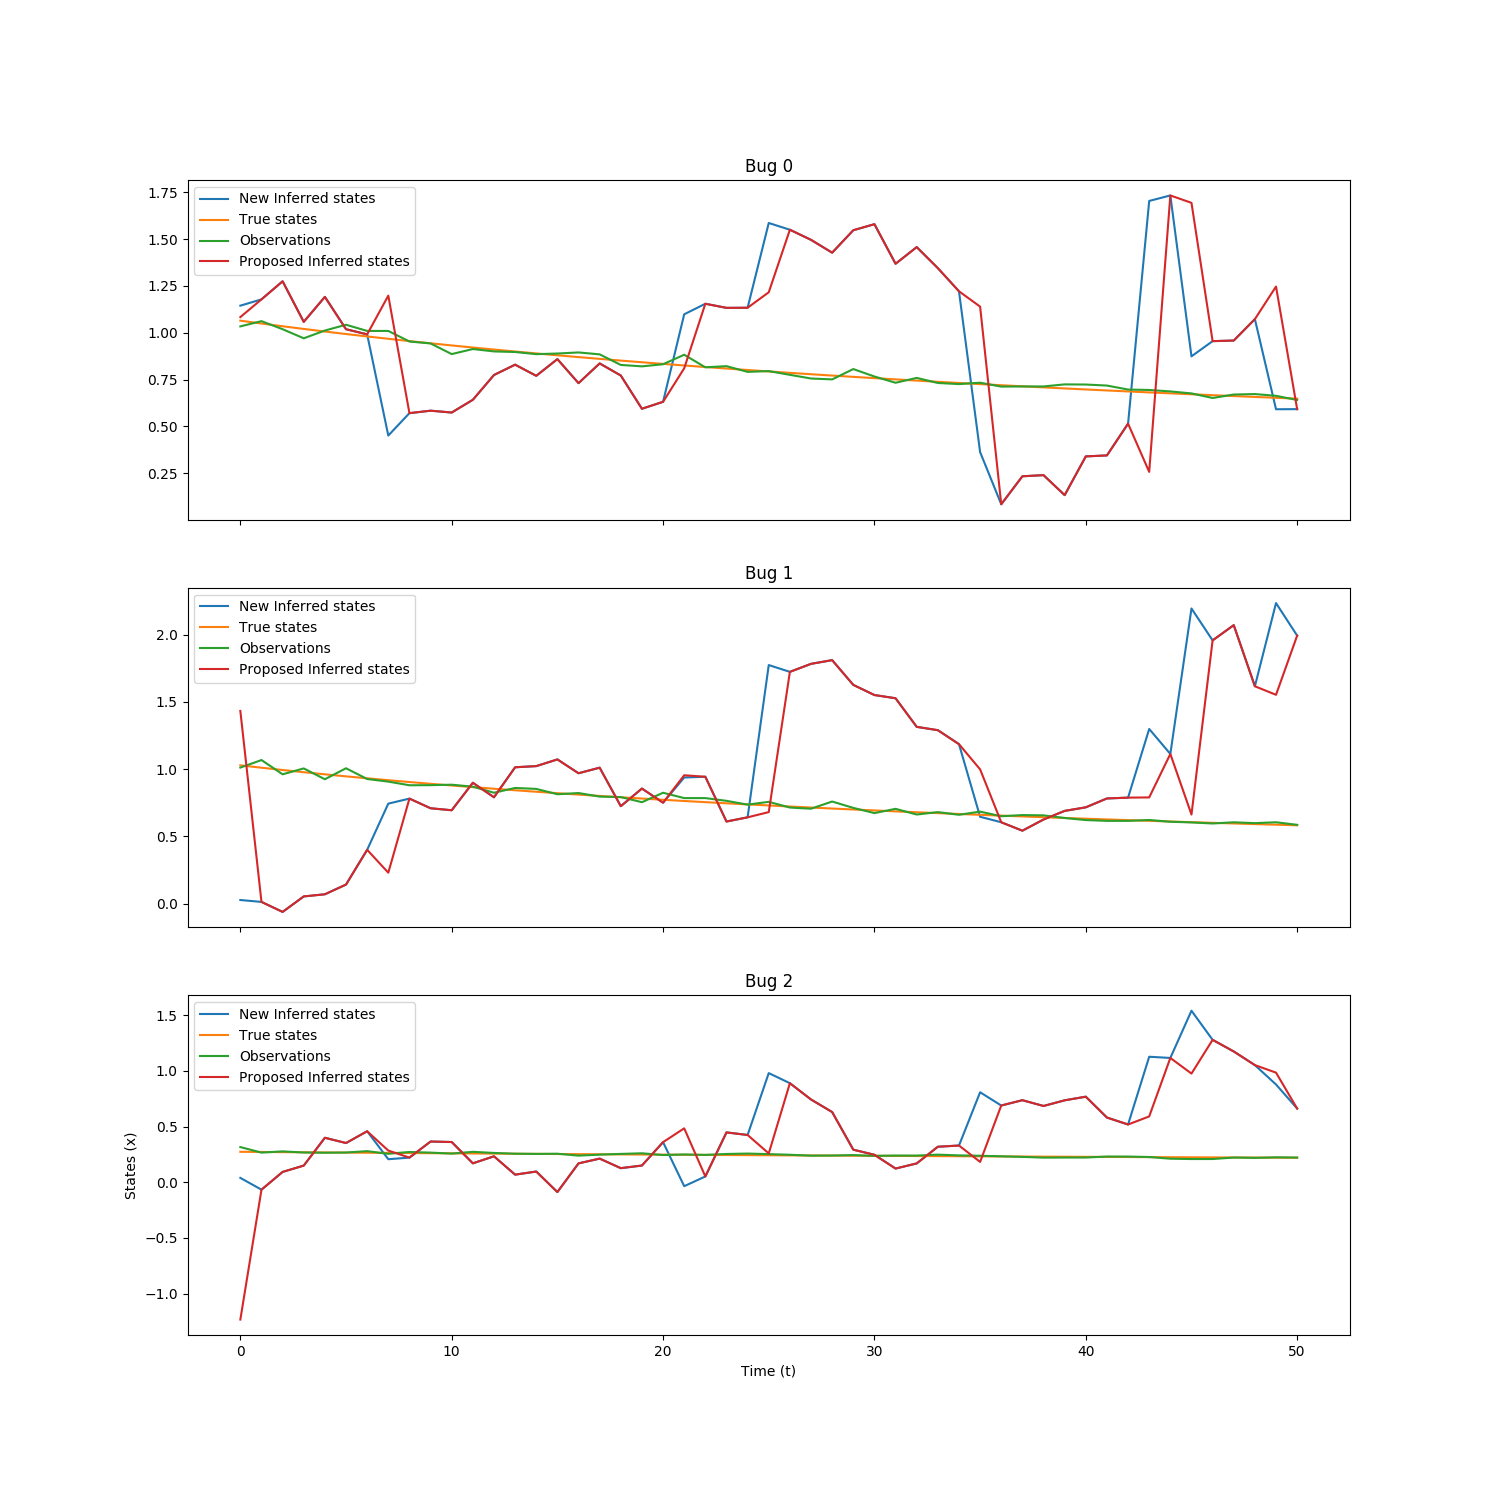 Bug 0
1.75
1.50
1.25
1.00
0.75
0.50
0.25
New Inferred states
True states
Observations
Proposed Inferred states
Bug 1
2.0
1.5
1.0
0.5
0.0
New Inferred states
True states
Observations
Proposed Inferred states
Bug 2
1.5
1.0
0.5
0.0
−0.5
−1.0
New Inferred states
True states
Observations
Proposed Inferred states
States (x)
0 10 20 30 40 50
Time (t)